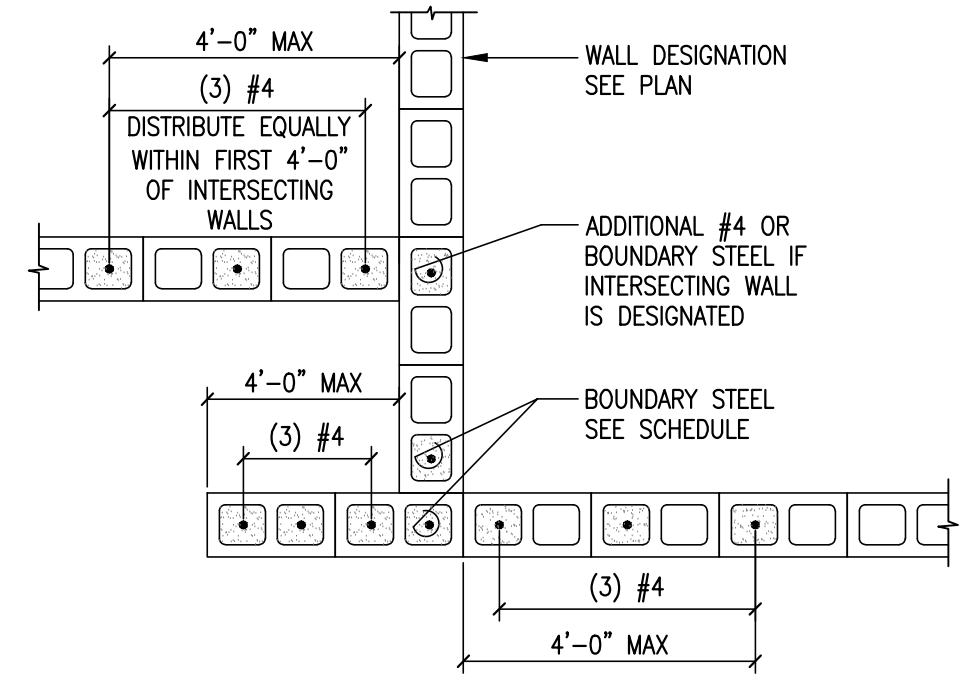 4'-0" MAX
(3) #4
DISTRIBUTE EQUALLY
WITHIN FIRST 4'-0"
OF INTERSECTING
WALLS
WALL DESIGNATION
SEE PLAN
ADDITIONAL #4 OR
BOUNDARY STEEL IF
INTERSECTING WALL
IS DESIGNATED
4'-0" MAX
(3) #4
BOUNDARY STEEL
SEE SCHEDULE
(3) #4
4'-0" MAX